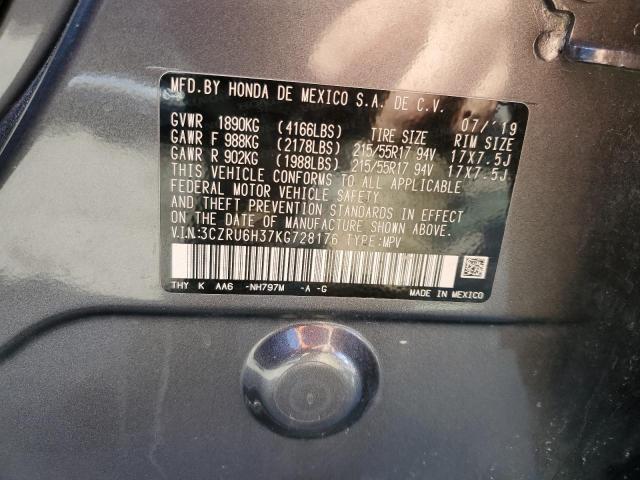 MFD.BY HONDA DE MEXICO S.A. DE C.V.
GVWR 1890KG (4166LBS) TIRE SIZE 07/'19 RIM SIZE
GAWR F 988KG (2178LBS) 215/55R17 94V 17X7.5J
GAWR R 902KG (1988LBS) 215/55R17 94V 17X7.5J
THIS VEHICLE CONFORMS TO ALL APPLICABLE
FEDERAL MOTOR VEHICLE SAFETY
AND THEFT PREVENTION STANDARDS IN EFFECT
ON THE DATE OF MANUFACTURE SHOWN ABOVE.
V.I.N:3CZRU6H37KG728176 TYPE:MPV
THY K AA6 -NH797M -A -G MADE IN MEXICO